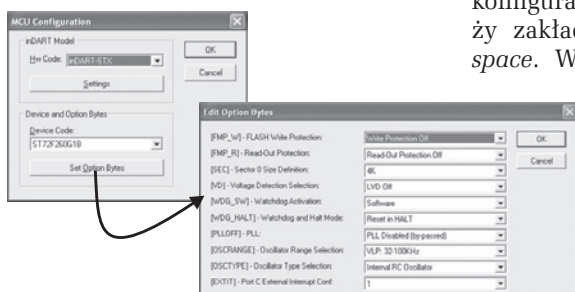 konfigura
ży zakłac
space. W
MCU Configuration
inDART Model
Hw Code: inDART-STX
Settings
OK
Cancel
Device and Option Bytes
Device Code:
ST72F260G1B
Set Option Bytes
Edit Option Bytes
[FMP_W] - FLASH Write Protection: Write Protection Off
[FMP_R] - Read-Out Protection: Read-Out Protection Off
[SEC] - Sector 0 Size Definition: 4K
[VD] - Voltage Detection Selection: LVD Off
[WDG_SW] - Watchdog Activation: Software
[WDG_HALT] - Watchdog and Halt Mode: Reset in HALT
[PLLOFF] - PLL: PLL Disabled (by-passed)
[OSCRANGE] - Oscillator Range Selection: VLP: 32-100KHz
[OSCTYPE] - Oscillator Type Selection: Internal RC Oscillator
[EXTIT] - Port C External Interrupt Conf: 1
OK
Cancel